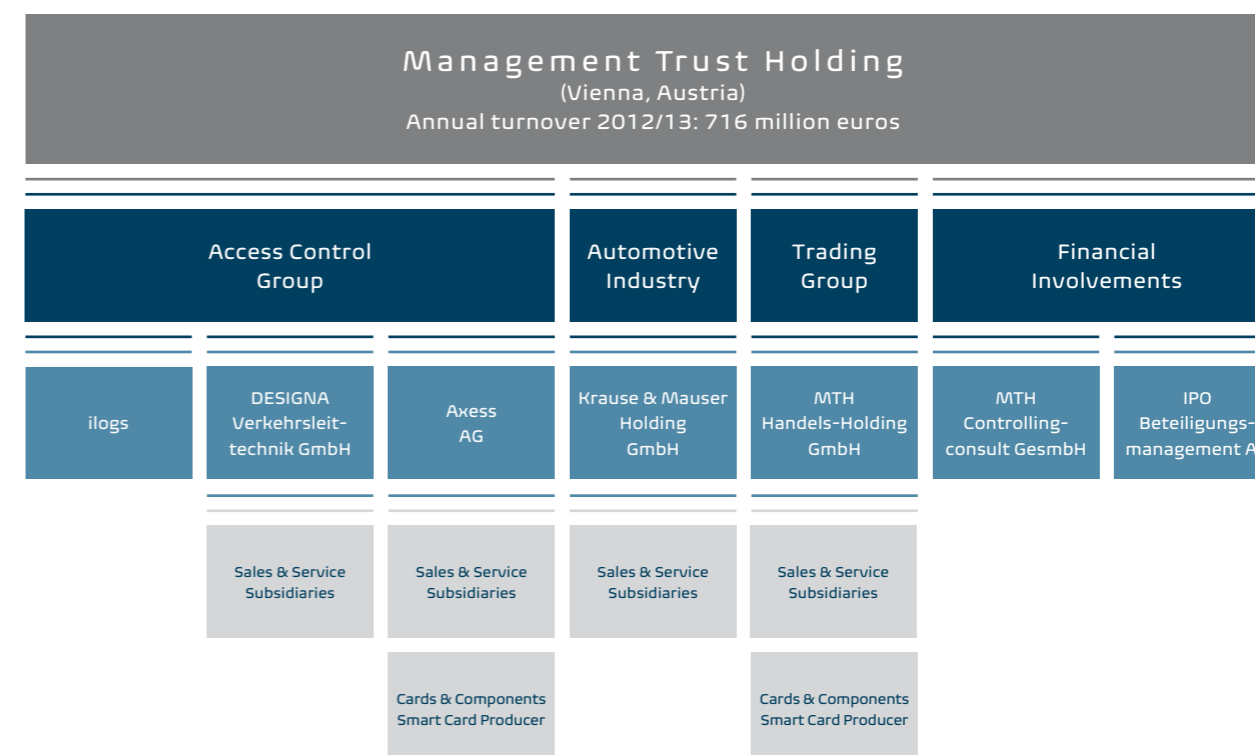 Management Trust Holding
(Vienna, Austria)
Annual turnover 2012/13: 716 million euros
Access Control
Group
Automotive
Industry
Trading
Group
Financial
Involvements
ilogs
DESIGNA
Verkehrsleit-
technik GmbH
Axess
AG
Krause & Mauser
Holding
GmbH
MTH
Handels-Holding
GmbH
MTH
Controlling-
consult GesmbH
IPO
Beteiligungs-
management A
Sales & Service
Subsidiaries
Sales & Service
Subsidiaries
Sales & Service
Subsidiaries
Sales & Service
Subsidiaries
Cards & Components
Smart Card Producer
Cards & Components
Smart Card Producer